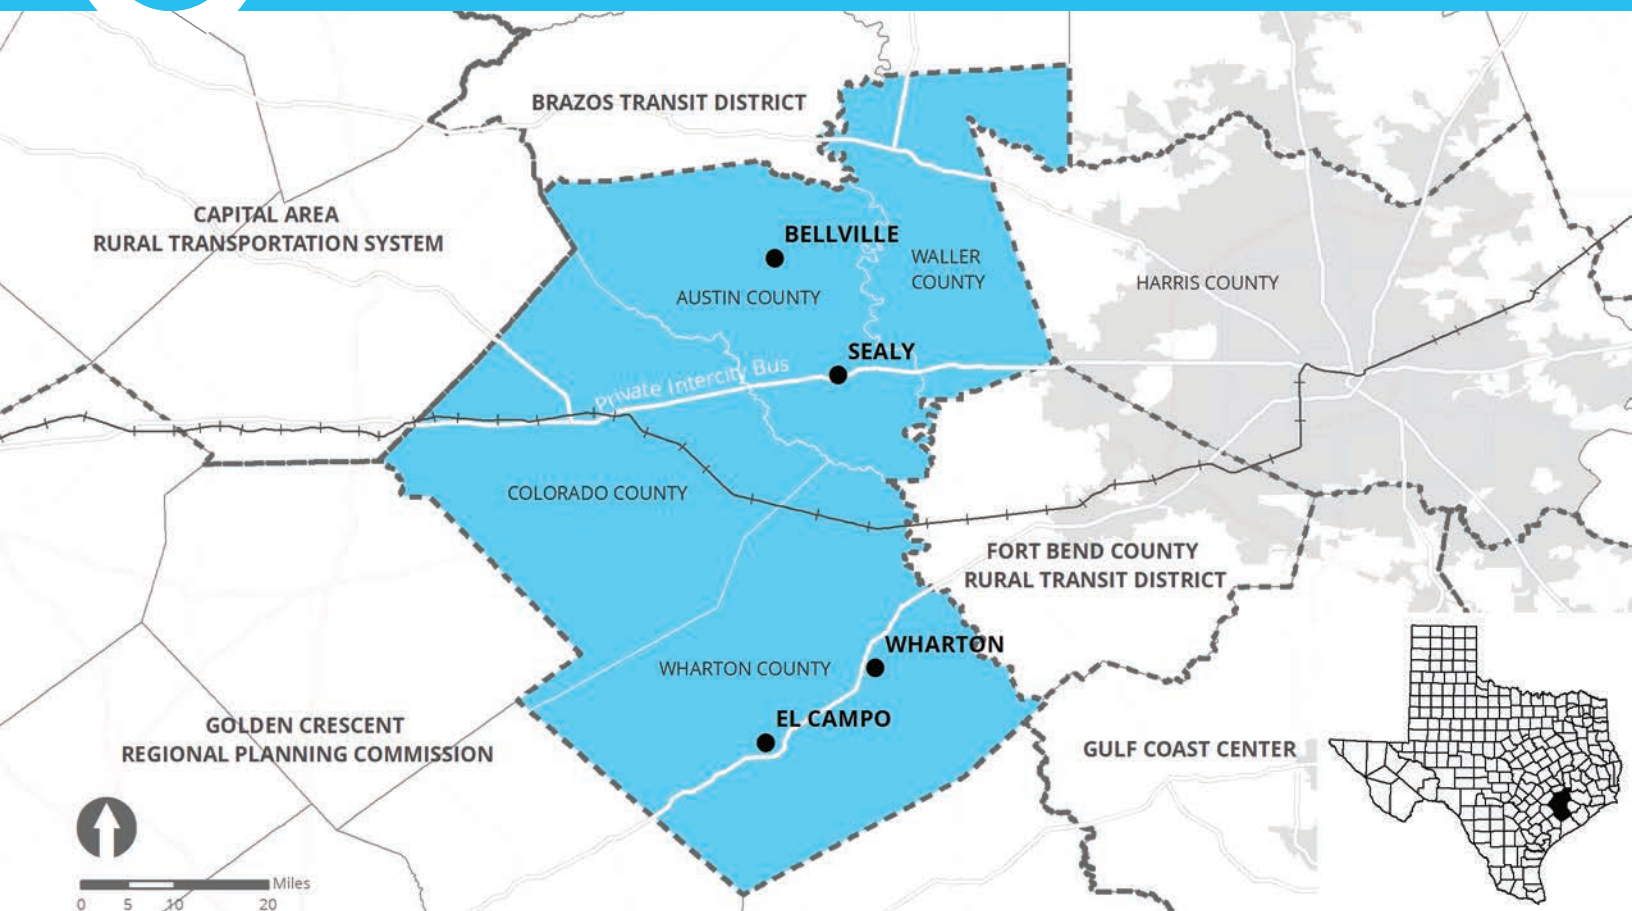 BRAZOS TRANSIT DISTRICT
CAPITAL AREA
RURAL TRANSPORTATION SYSTEM
BELLVILLE
WALLER
COUNTY
HARRIS COUNTY
AUSTIN COUNTY
SEALY
Private Intercity Bus
COLORADO COUNTY
FORT BEND COUNTY
RURAL TRANSIT DISTRICT
WHARTON
WHARTON COUNTY
EL CAMPO
GOLDEN CRESCENT
REGIONAL PLANNING COMMISSION
GULF COAST CENTER
Miles
0 5 10 20